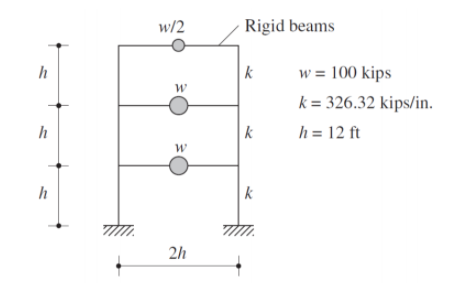 w/2
Rigid beams
h
k
w = 100 kips
w
k = 326.32 kips/in.
h
k
h = 12 ft
w
h
k
2h